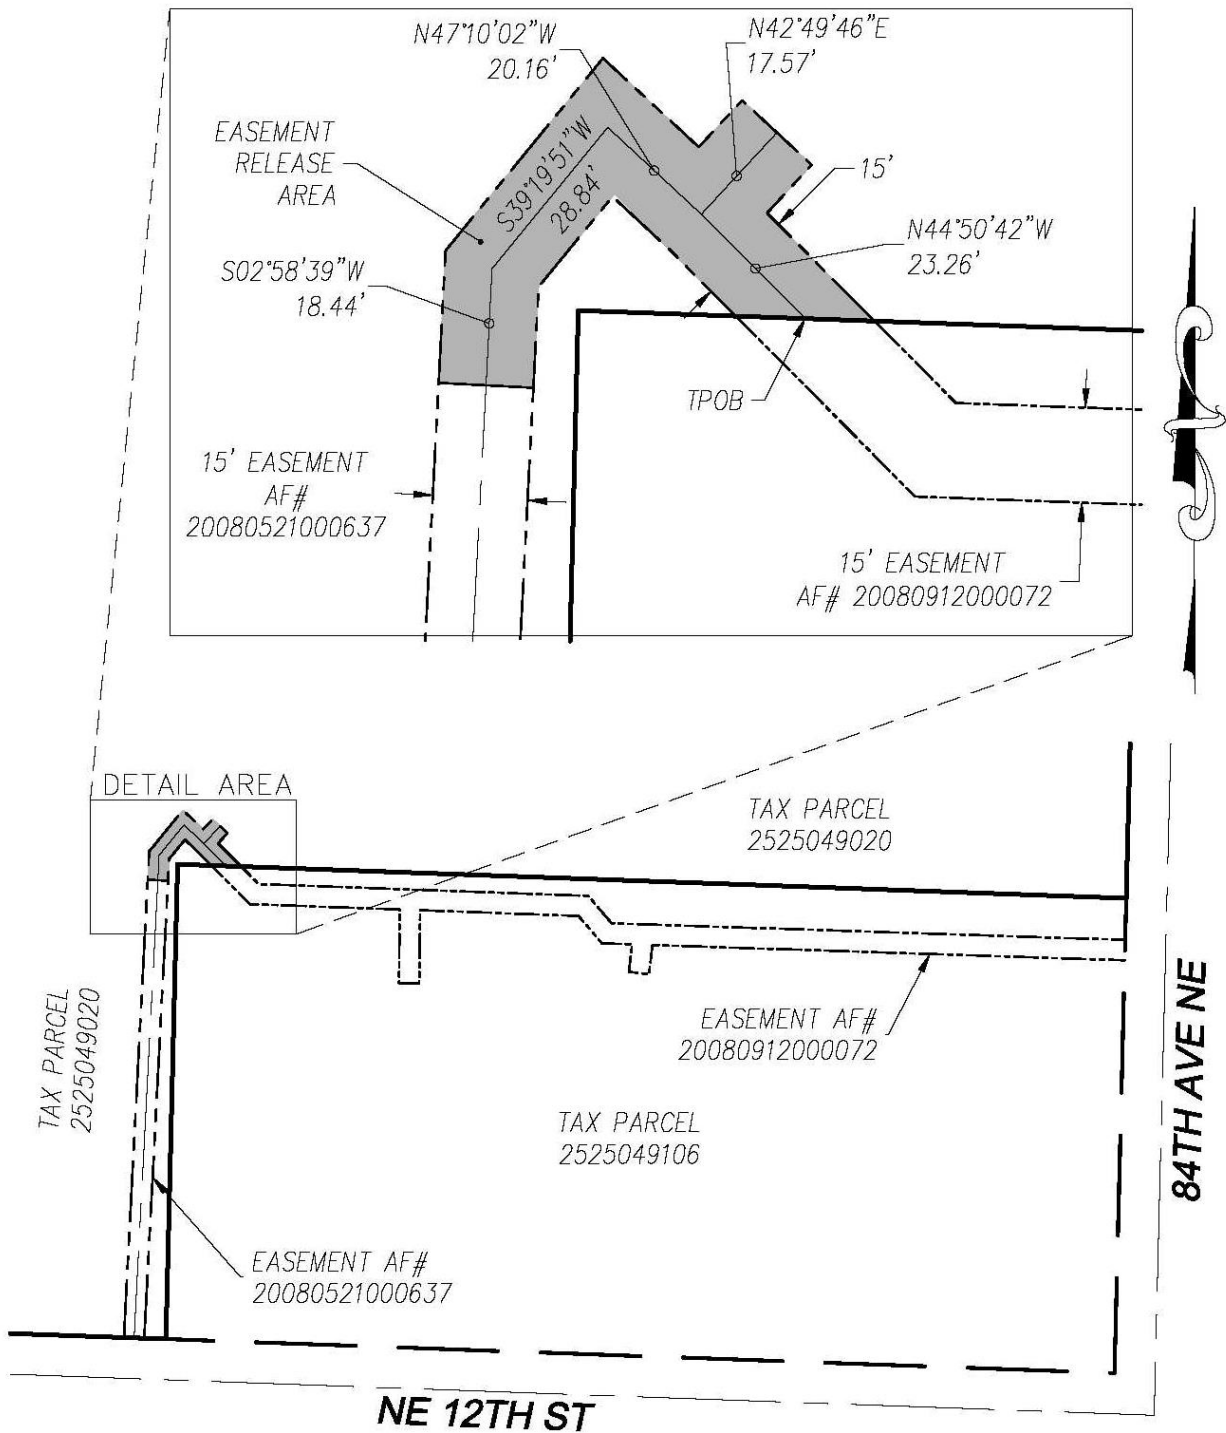 N47°10'02"W
20.16'
N42°49'46"E
17.57'
EASEMENT
RELEASE
AREA
S39°19'51"W
28.84'
15'
N44°50'42"W
23.26'
S02°58'39"W
18.44'
TPOB
15' EASEMENT
AF#
20080521000637
15' EASEMENT
AF# 20080912000072
DETAIL AREA
TAX PARCEL
2525049020
TAX PARCEL
2525049020
EASEMENT AF#
20080912000072
TAX PARCEL
2525049106
84TH AVE NE
EASEMENT AF#
20080521000637
NE 12TH ST